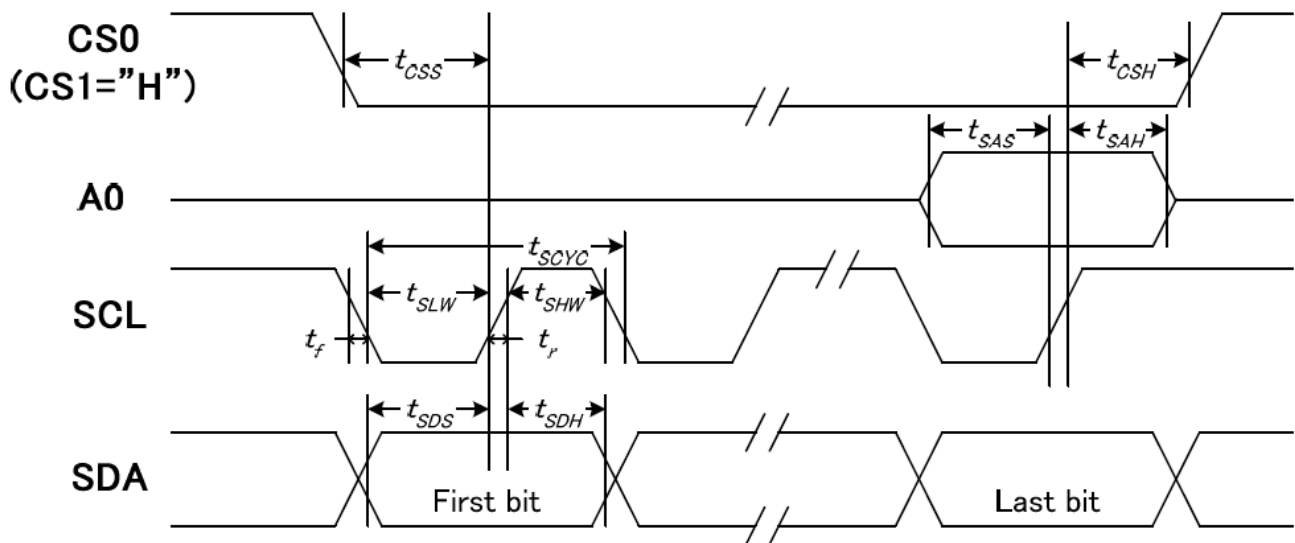 CS0
(CS1="H")
tCSS
tCSH
tSAS
tSAH
A0
tSCYC
tSLW
tSHW
SCL
tf
tr
tSDS
tSDH
SDA
First bit
Last bit